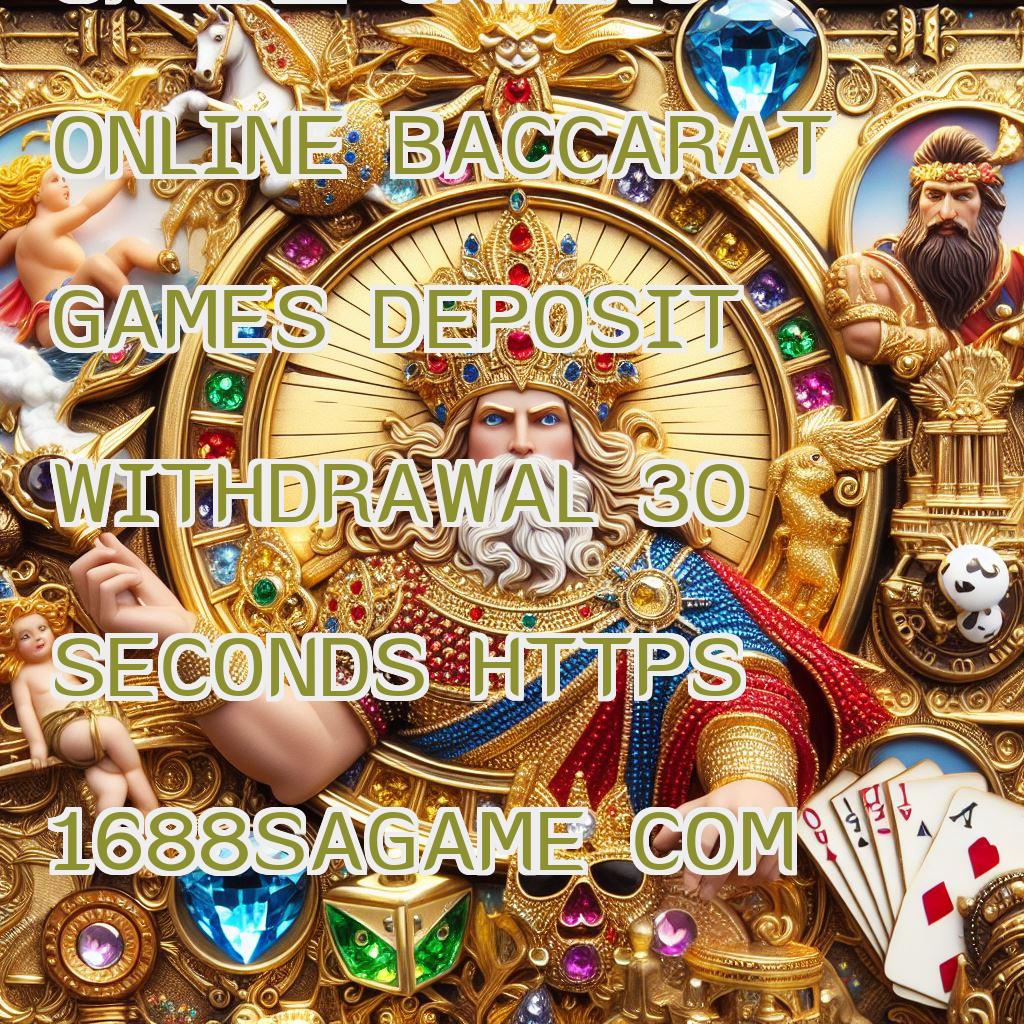 ONLINE BACCARAT
GAMES DEPOSIT
WITHDRAWAL 30
SECONDS HTTPS
1688SAGAME COM